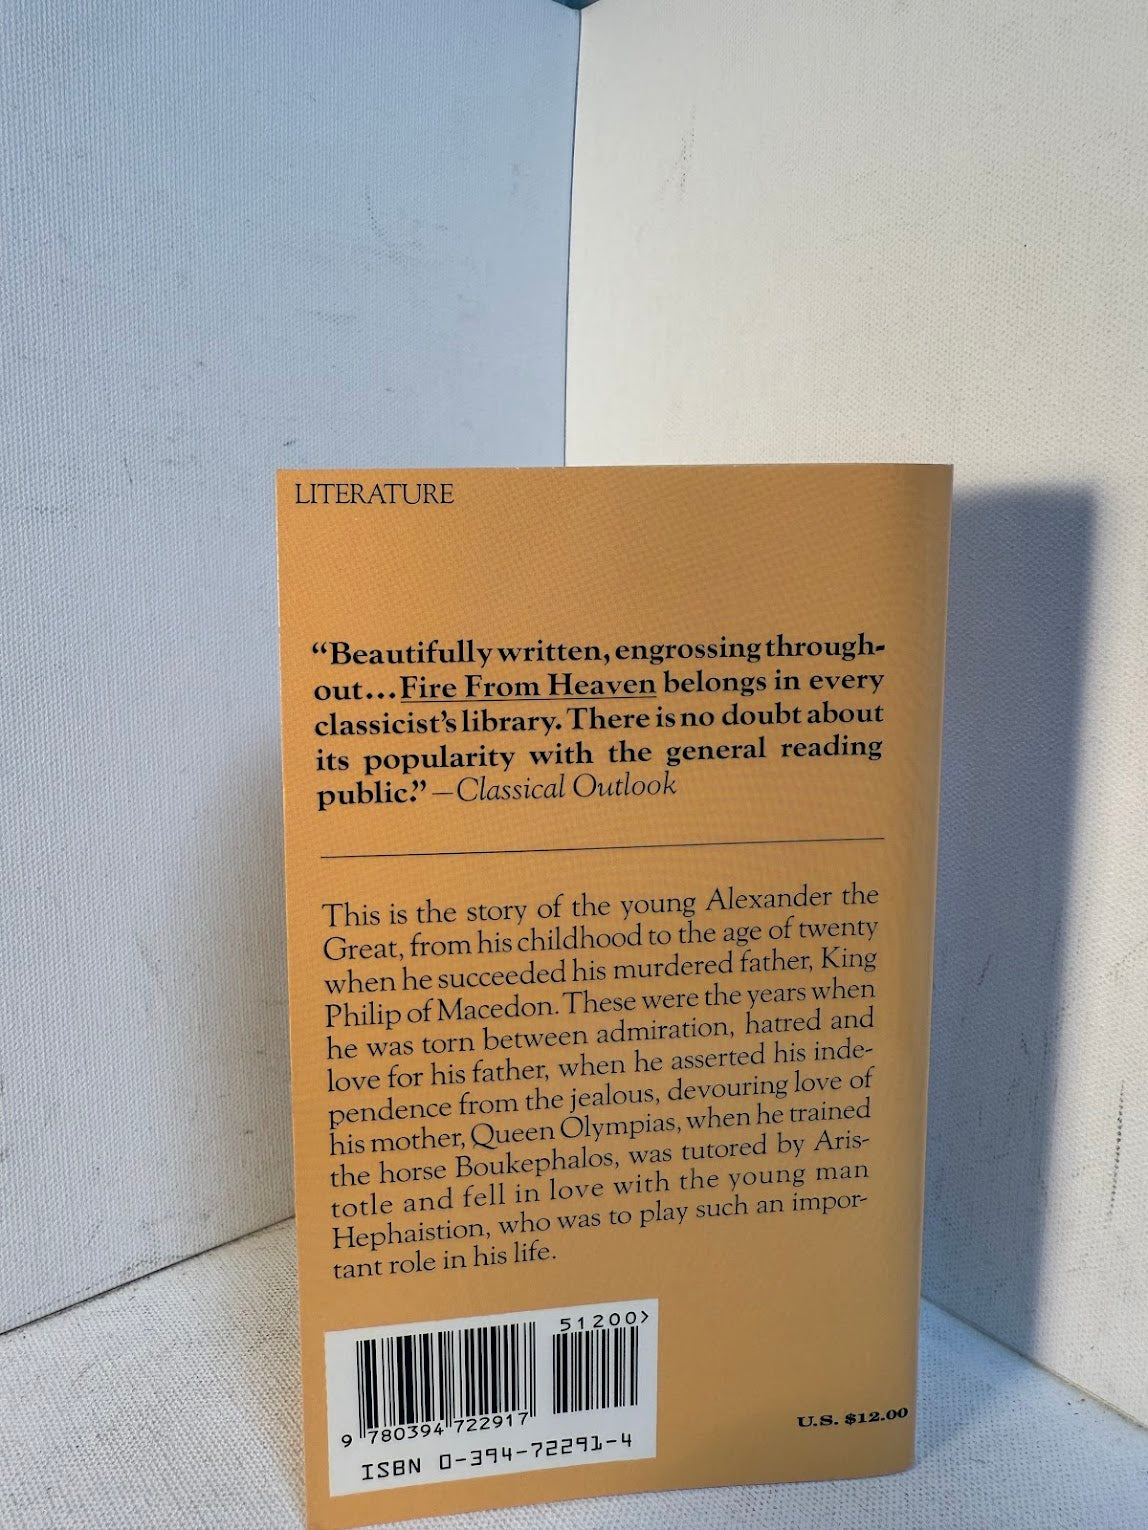 LITERATURE
“Beautifully written, engrossing through-
out...Fire From Heaven belongs in every
classicist’s library. There is no doubt about
its popularity with the general reading
public.” —Classical Outlook
This is the story of the young Alexander the
Great, from his childhood to the age of twenty
when he succeeded his murdered father, King
Philip of Macedon. These were the years when
he was torn between admiration, hatred and
love for his father, when he asserted his inde-
pendence from the jealous, devouring love of
his mother, Queen Olympias, when he trained
the horse Boukephalos, was tutored by Aris-
totle and fell in love with the young man
Hephaistion, who was to play such an impor-
tant role in his life.
51200>
9 780394 722917
ISBN 0-394-72291-4
U.S. $12.00